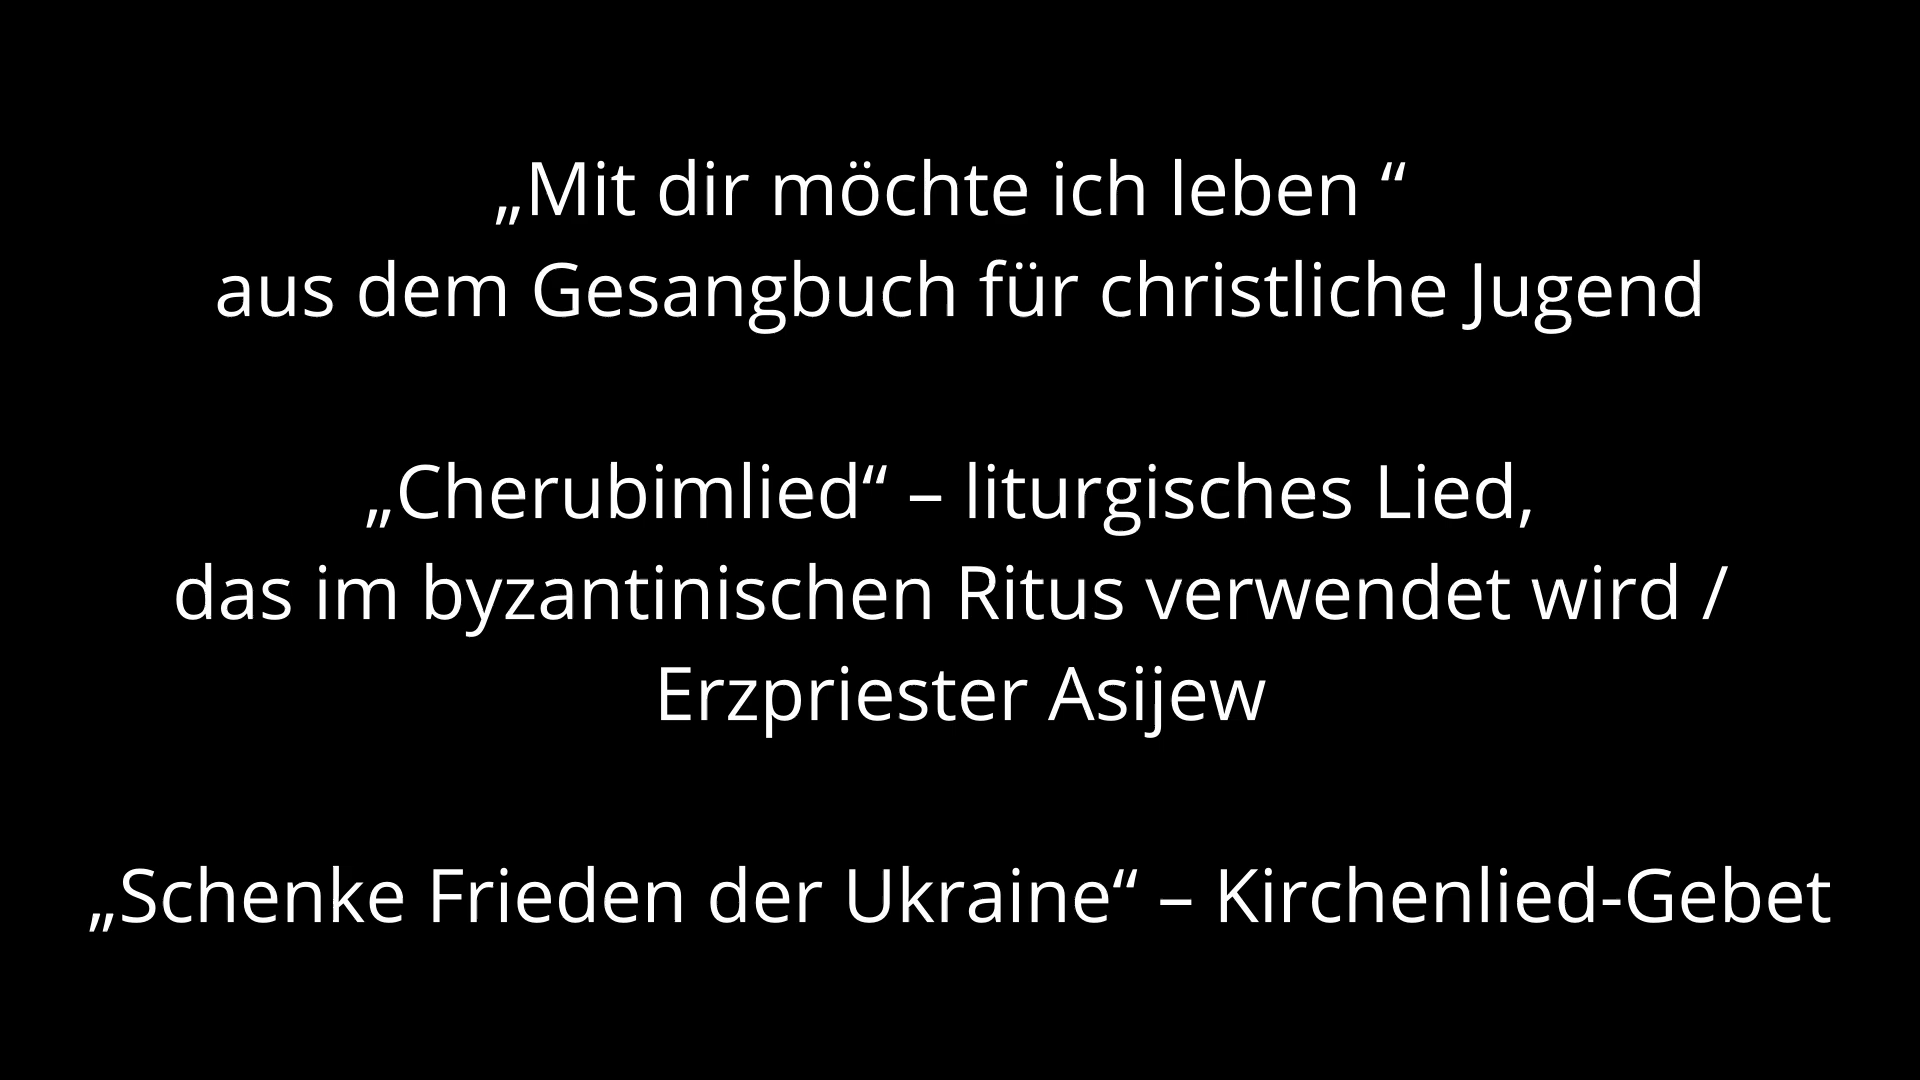 „Mit dir möchte ich leben “
aus dem Gesangbuch für christliche Jugend
„Cherubimlied“ – liturgisches Lied,
das im byzantinischen Ritus verwendet wird /
Erzpriester Asijew
„Schenke Frieden der Ukraine“ – Kirchenlied-Gebet